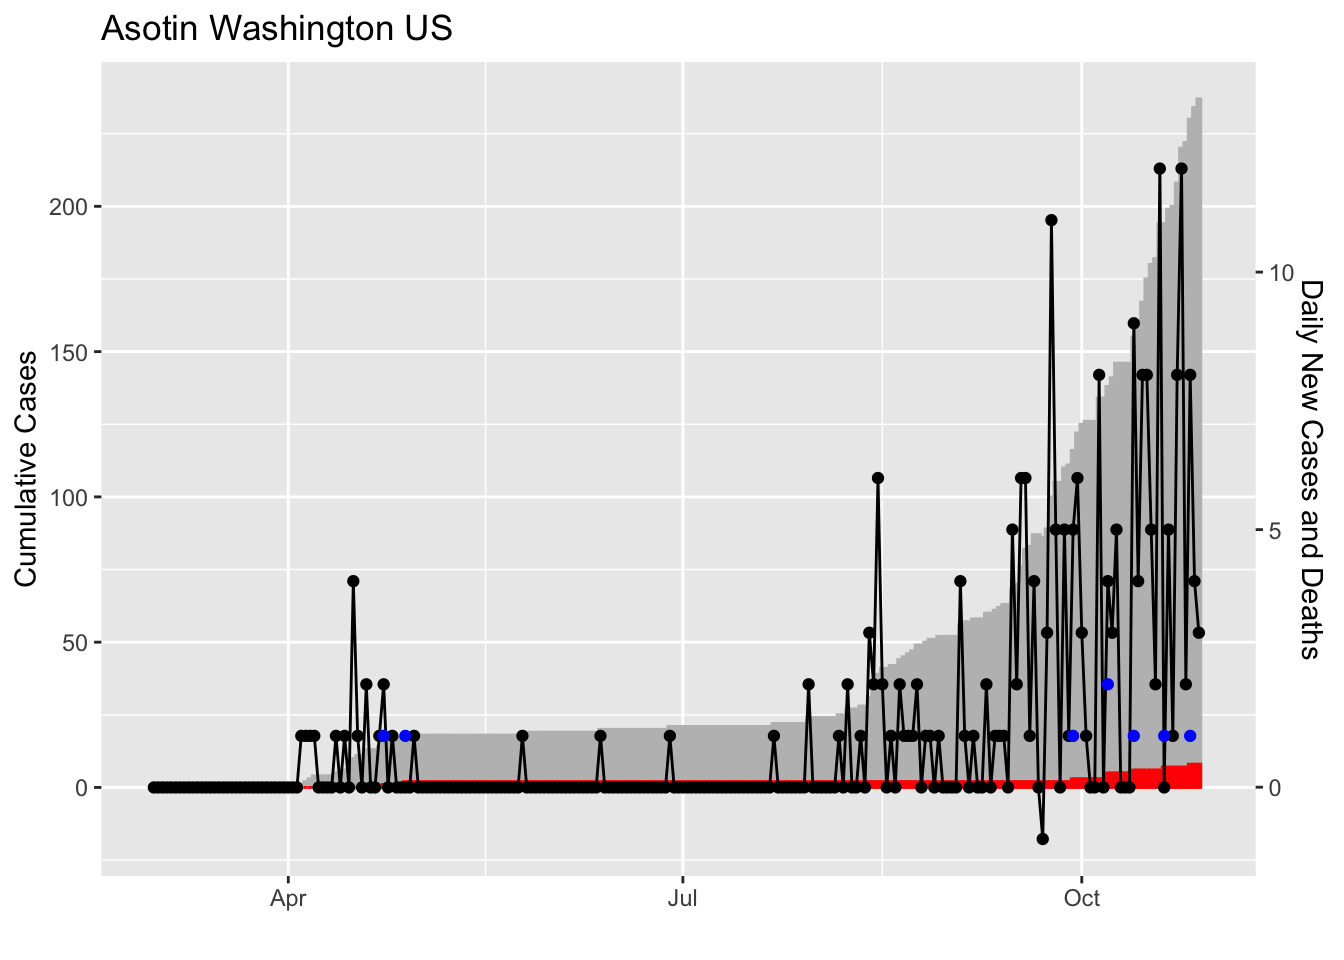 Asotin Washington US
Cumulative Cases
200
150
100
50
0
10
5
0
Daily New Cases and Deaths
Apr
Jul
Oct